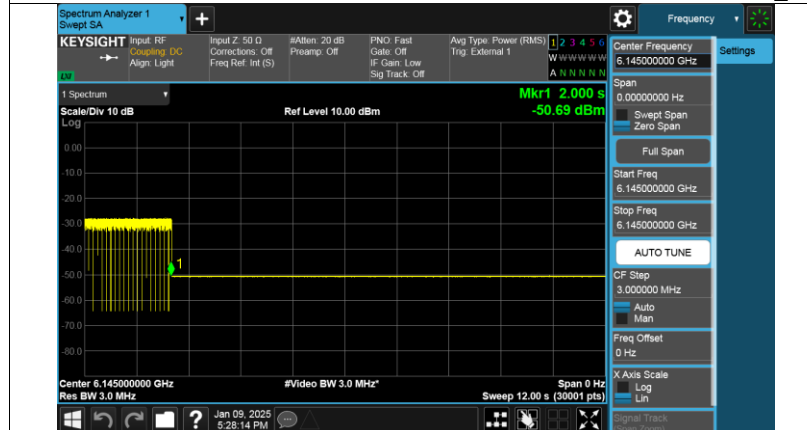 Spectrum Analyzer 1
Swept SA
+
Frequency
KEYSIGHT
Input: RF
Coupling: DC
Align: Light
Input Z: 50 Ω
Corrections: Off
Freq Ref: Int (S)
#Atten: 20 dB
Preamp: Off
PNO: Fast
Gate: Off
IF Gain: Low
Sig Track: Off
Avg Type: Power (RMS)
Trig: External 1
1 2 3 4 5 6
W W W W W W
A N N N N N
LXI
1 Spectrum
Mkr1 2.000 s
-50.69 dBm
Scale/Div 10 dB
Ref Level 10.00 dBm
Log
0.00
-10.0
-20.0
-30.0
-40.0
-50.0
-60.0
-70.0
-80.0
1
Center 6.145000000 GHz
#Video BW 3.0 MHz*
Span 0 Hz
Res BW 3.0 MHz
Sweep 12.00 s (30001 pts)
Jan 09, 2025
5:28:14 PM
?
Center Frequency
6.145000000 GHz
Settings
Span
0.00000000 Hz
Swept Span
Zero Span
Full Span
Start Freq
6.145000000 GHz
Stop Freq
6.145000000 GHz
AUTO TUNE
CF Step
3.000000 MHz
Auto
Man
Freq Offset
0 Hz
X Axis Scale
Log
Lin
Signal Track
(Span Zoom)